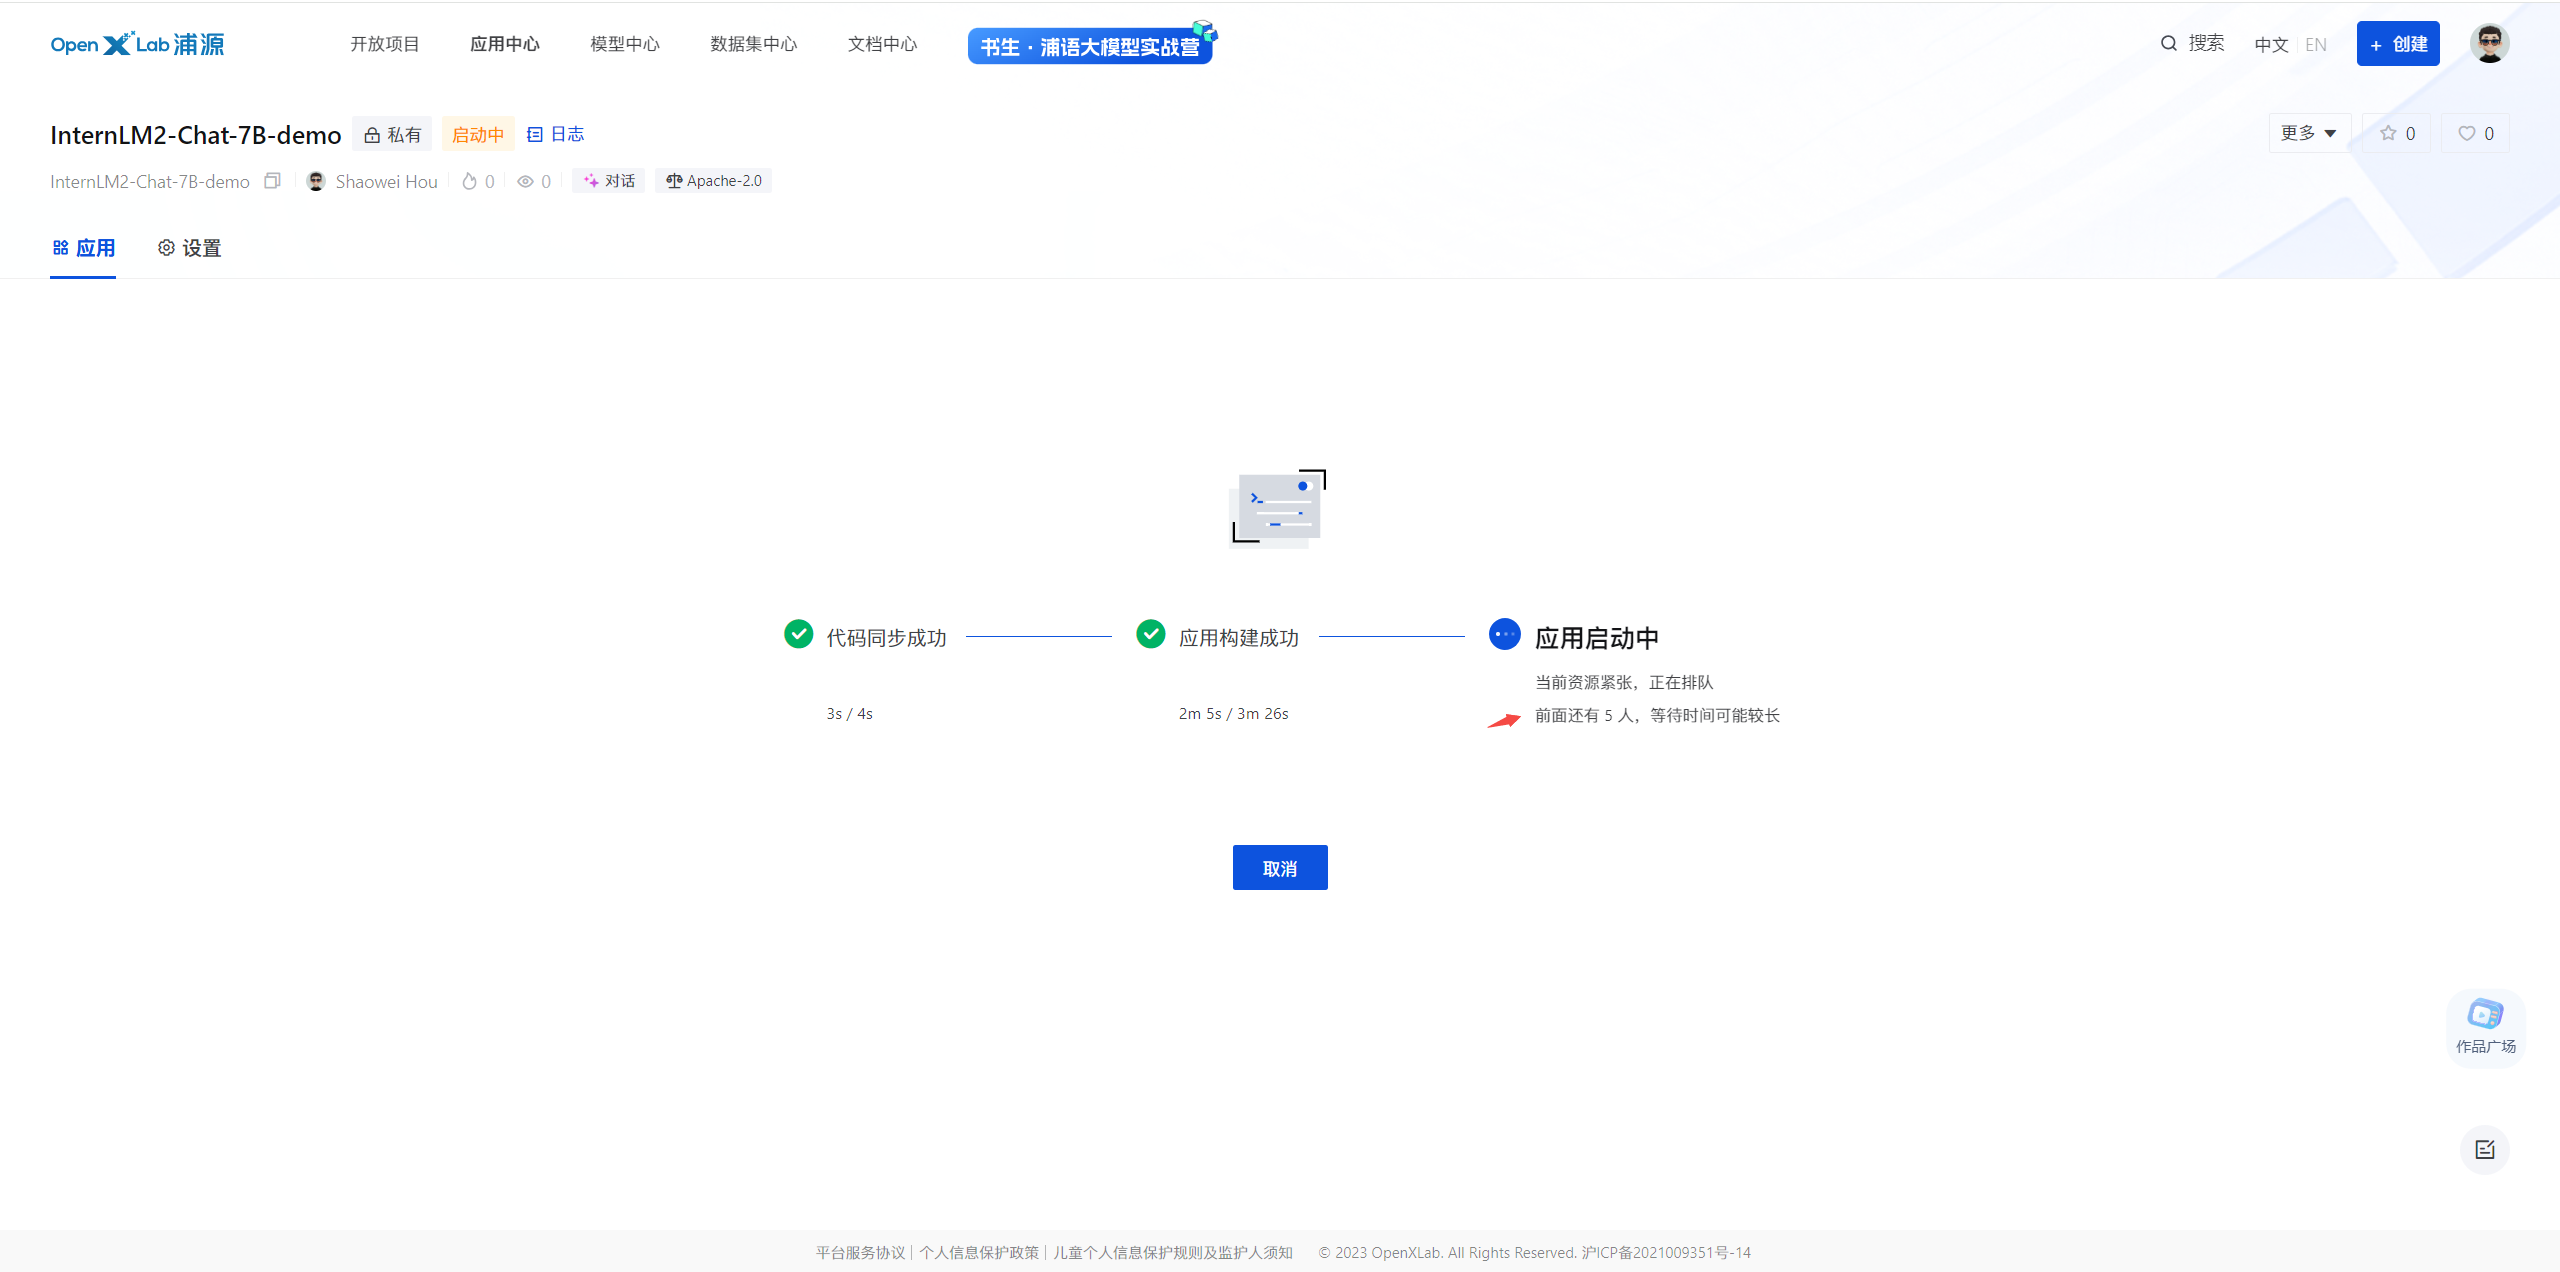 OpenXLab浦源 开放项目 应用中心 模型中心 数据集中心 文档中心 书生·浦语大模型实战营 搜索 中文 EN + 创建
InternLM2-Chat-7B-demo 私有 启动中 日志 更多 0 0
InternLM2-Chat-7B-demo Shaowei Hou 0 0 对话 Apache-2.0
应用 设置
代码同步成功 应用构建成功 应用启动中
当前资源紧张，正在排队
3s / 4s 2m 5s / 3m 26s 前面还有 5 人，等待时间可能较长
取消
作品广场
平台服务协议 | 个人信息保护政策 | 儿童个人信息保护规则及监护人须知 © 2023 OpenXLab. All Rights Reserved. 沪ICP备2021009351号-14